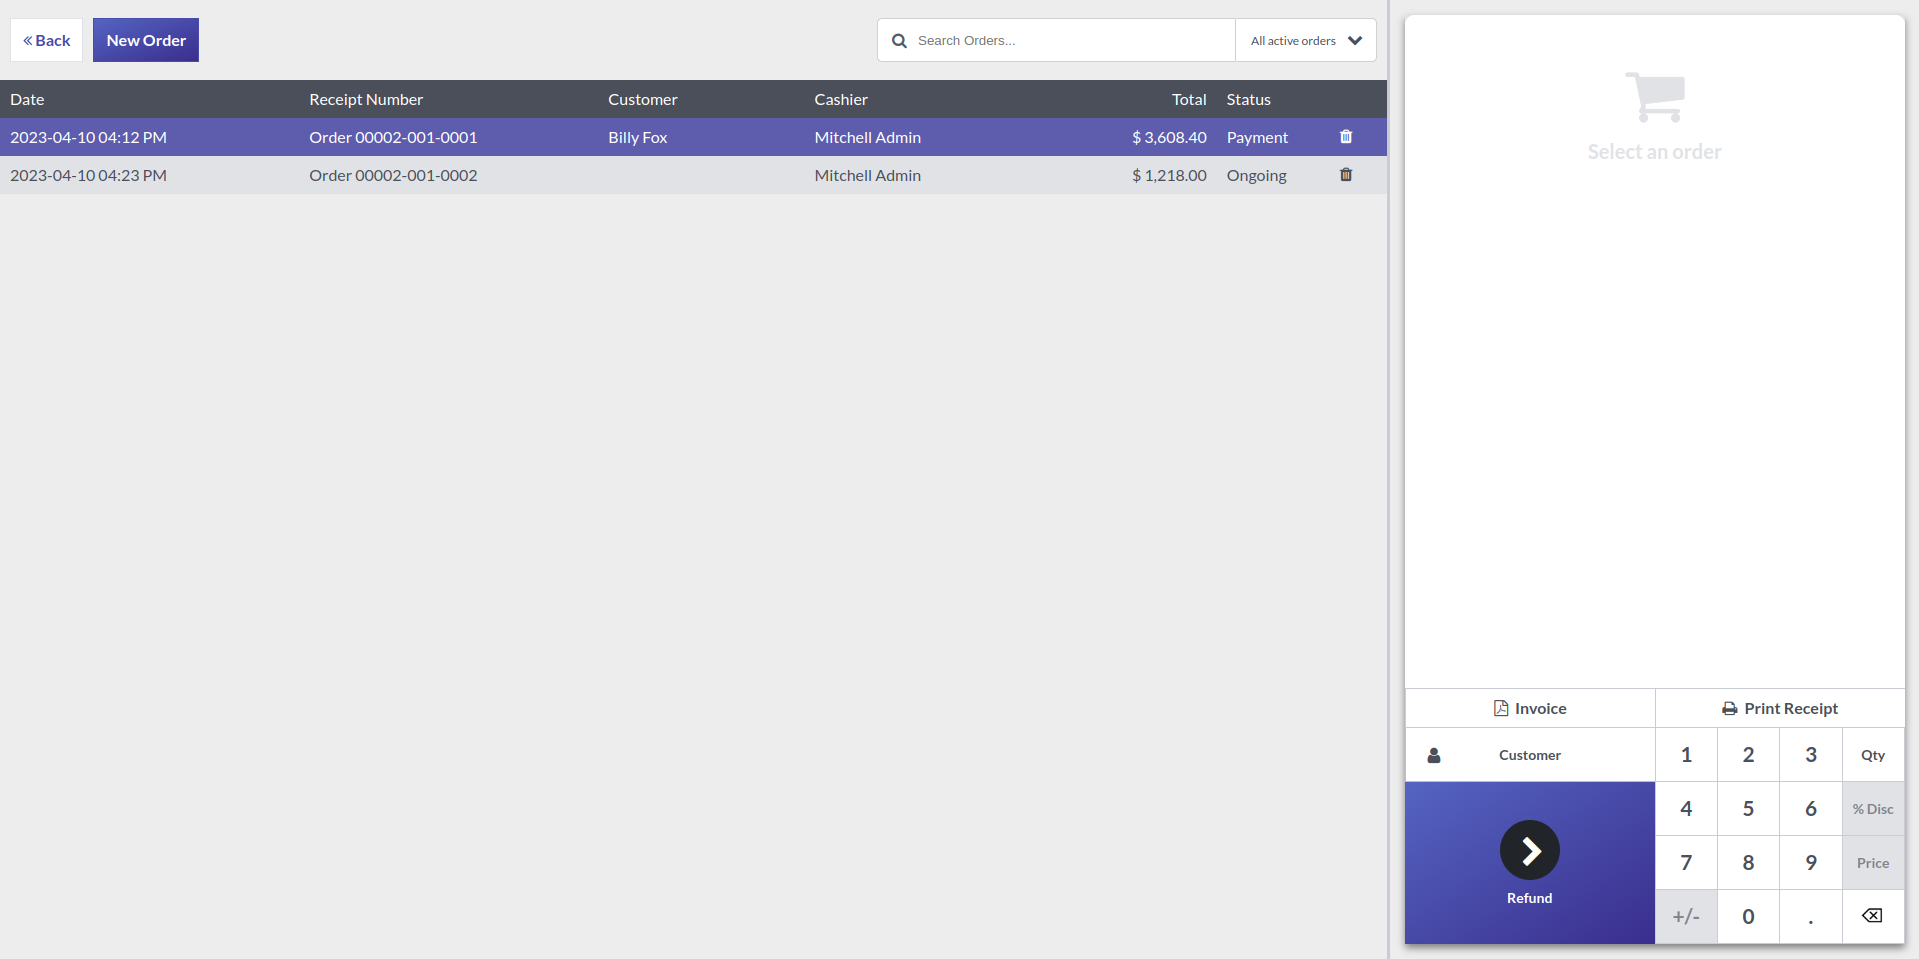 Back
New Order
Search Orders...
All active orders
Date Receipt Number Customer Cashier Total Status
2023-04-10 04:12 PM Order 00002-001-0001 Billy Fox Mitchell Admin $ 3,608.40 Payment
2023-04-10 04:23 PM Order 00002-001-0002 Mitchell Admin $ 1,218.00 Ongoing
Select an order
Invoice
Print Receipt
Customer
1 2 3 Qty
4 5 6 % Disc
7 8 9 Price
+/- 0 .
Refund